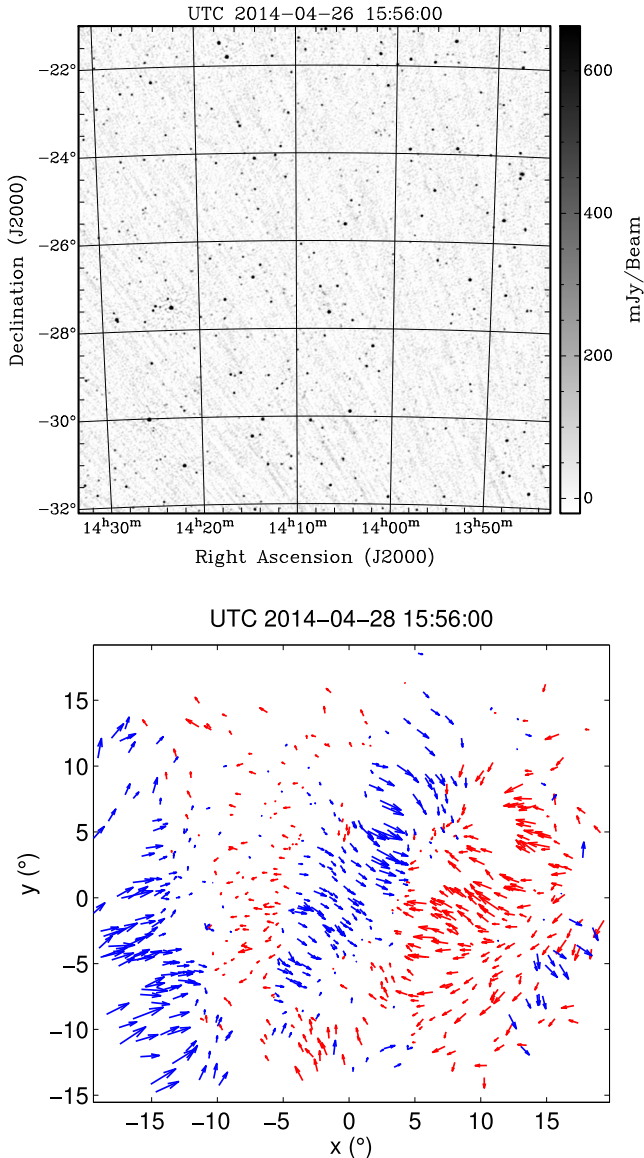 UTC 2014-04-26 15:56:00
Declination (J2000)
−22°
−24°
−26°
−28°
−30°
−32°
14h30m 14h20m 14h10m 14h00m 13h50m
Right Ascension (J2000)
600
400
200
0
mJy/Beam
UTC 2014−04−28 15:56:00
y (°)
15
10
5
0
−5
−10
−15
−15 −10 −5 0 5 10 15
x (°)